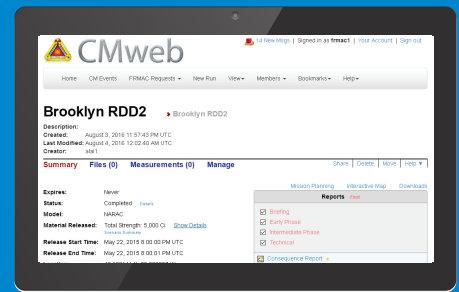 CMweb
14 New Msgs | Signed in as frmac1 | Your Account | Sign out
Home CM Events FRMAC Requests New Run View Members Bookmarks Help
Brooklyn RDD2 Brooklyn RDD2
Description:
Created: August 3, 2016 11:57:43 PM UTC
Last Modified: August 4, 2016 12:02:40 AM UTC
Creator:
Summary Files (0) Measurements (0) Manage Share | Delete | Move | Help
Mission Planning Interactive Map Downloads
Expires: Never
Status: Completed Details
Model: NARAC
Material Released: Total Strength: 5,000 Ci Show Details
Scenario Summary
Release Start Time: May 22, 2015 8:00:00 PM UTC
Release End Time: May 22, 2015 8:00:01 PM UTC
Reports
Briefing
Early Phase
Intermediate Phase
Technical
Consequence Report